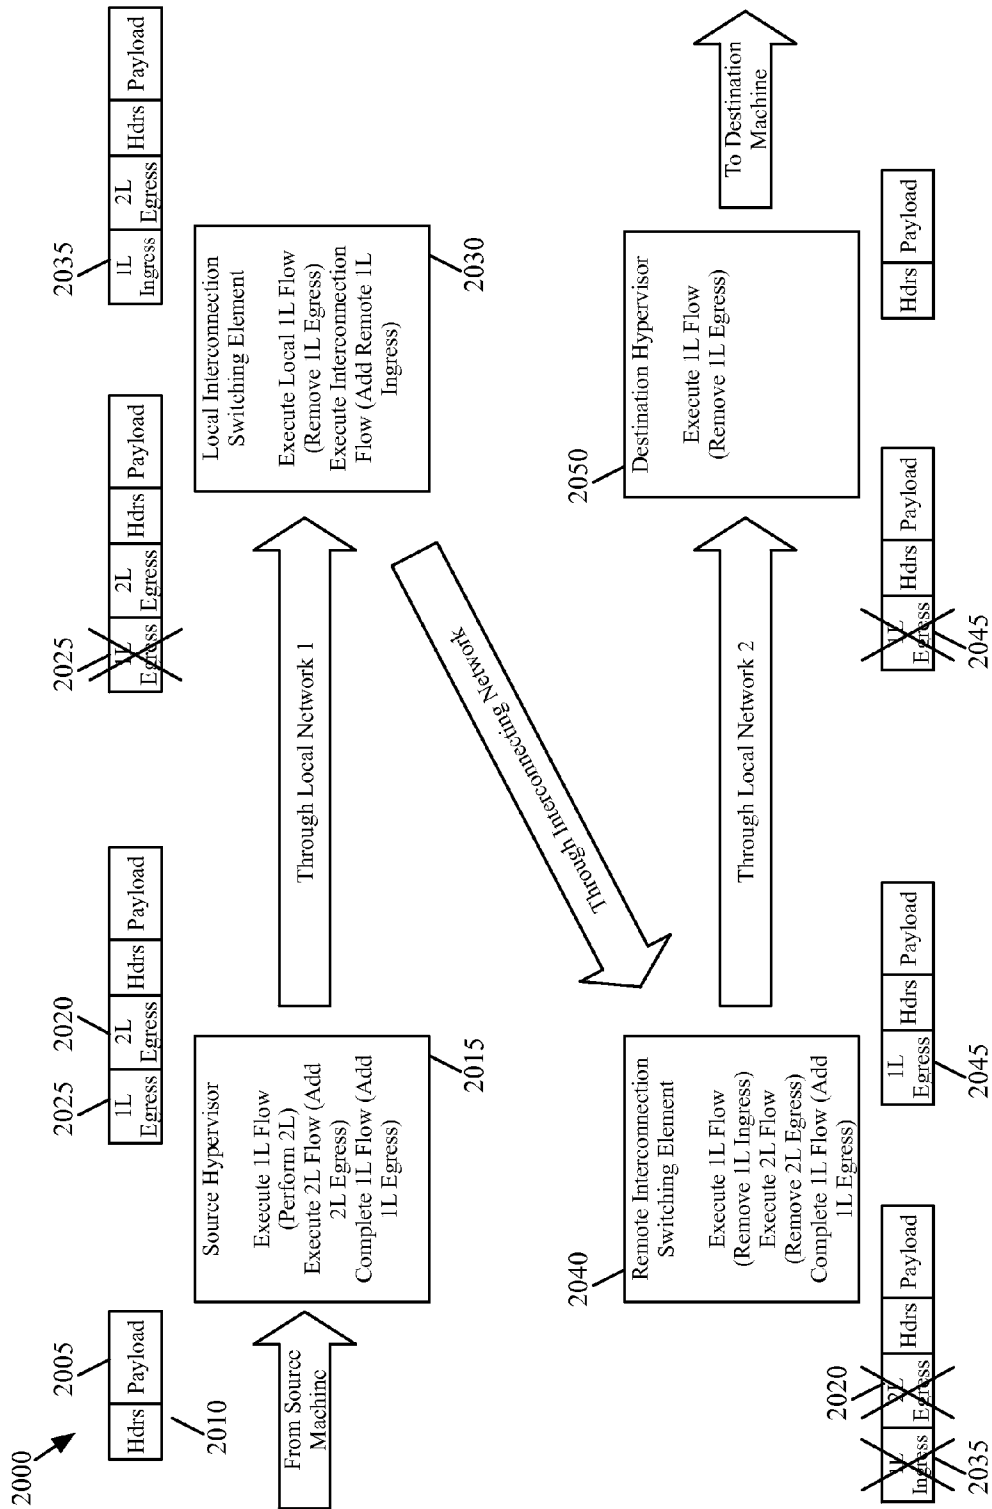 2000
2005
Hdrs
Payload
2010
From Source
Machine
Source Hypervisor
Execute 1L Flow
(Perform 2L)
Execute 2L Flow (Add
2L Egress)
Complete 1L Flow (Add
1L Egress)
2015
2025
2020
1L
Egress
2L
Egress
Hdrs
Payload
Through Local Network 1
2025
1L
Egress
2L
Egress
Hdrs
Payload
Local Interconnection
Switching Element
Execute Local 1L Flow
(Remove 1L Egress)
Execute Interconnection
Flow (Add Remote 1L
Ingress)
2030
2035
1L
Ingress
2L
Egress
Hdrs
Payload
Through Interconnecting Network
2040
Remote Interconnection
Switching Element
Execute 1L Flow
(Remove 1L Ingress)
Execute 2L Flow
(Remove 2L Egress)
Complete 1L Flow (Add
1L Egress)
2020
1L
Ingress
2L
Egress
Hdrs
Payload
2035
1L
Egress
Hdrs
Payload
2045
Through Local Network 2
1L
Egress
Hdrs
Payload
2045
2050
Destination Hypervisor
Execute 1L Flow
(Remove 1L Egress)
Hdrs
Payload
To Destination
Machine